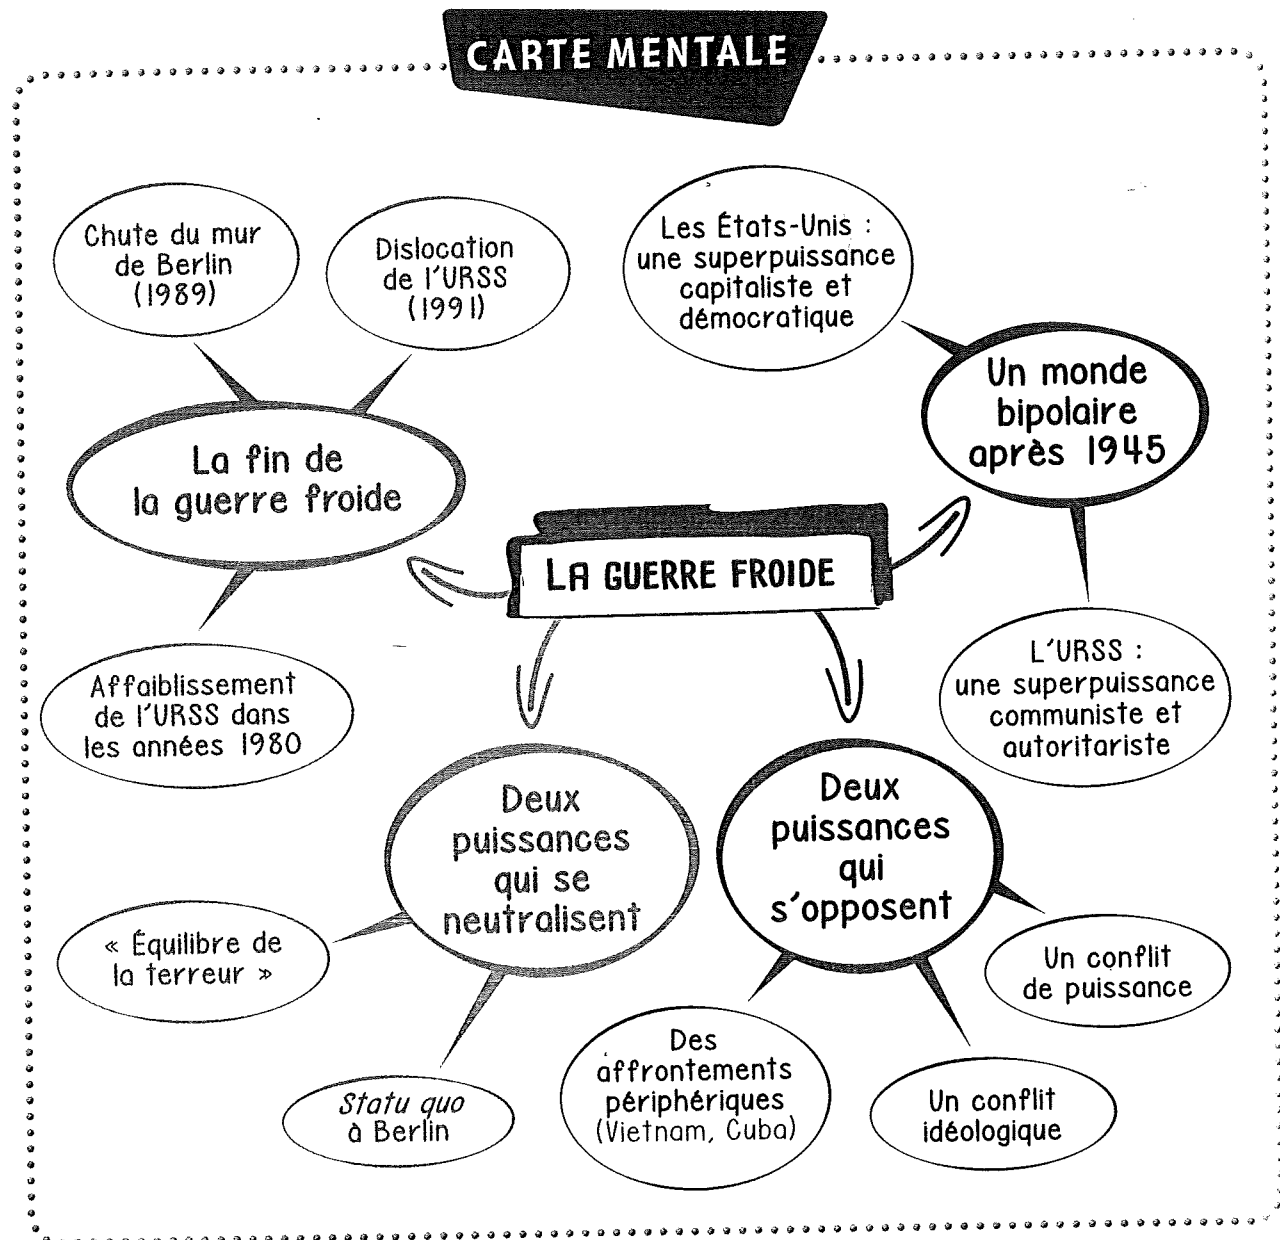 CARTE MENTALE
Chute du mur
de Berlin
(1989)
Dislocation
de l'URSS
(1991)
Les États-Unis :
une superpuissance
capitaliste et
démocratique
Un monde
bipolaire
après 1945
La fin de
la guerre froide
LA GUERRE FROIDE
L'URSS :
une superpuissance
communiste et
autoritariste
Affaiblissement
de l'URSS dans
les années 1980
Deux
puissances
qui se
neutralisent
Deux
puissances
qui
s'opposent
« Équilibre de
la terreur »
Statu quo
à Berlin
Des
affrontements
périphériques
(Vietnam, Cuba)
Un conflit
idéologique
Un conflit
de puissance